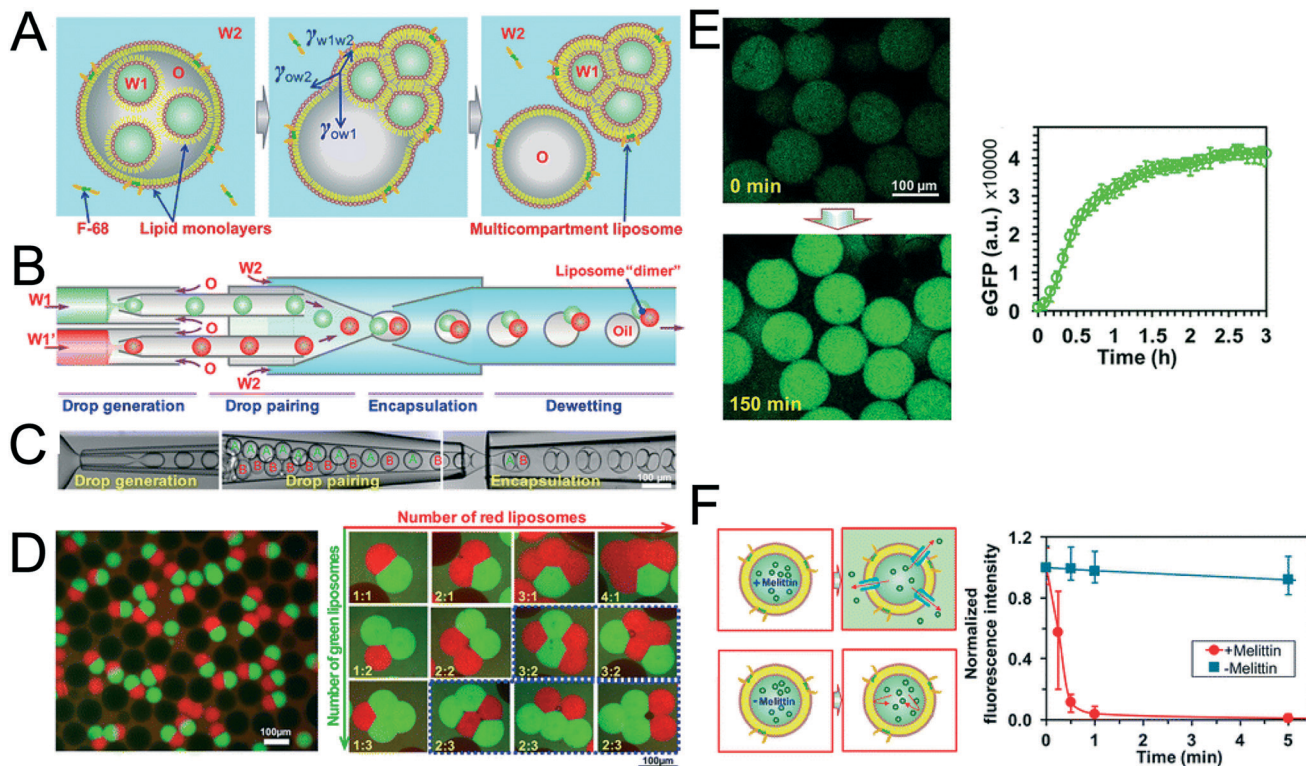 A
W2
W1
O
γw1w2
γow2
γow1
W2
W1
O
F-68
Lipid monolayers
Multicompartment liposome
B
W2
O
W1
O
O
W1'
O
W2
Liposome“dimer”
Oil
Drop generation
Drop pairing
Encapsulation
Dewetting
C
A A A A A A A A
B B B B B B B B B
A B
Drop generation
Drop pairing
Encapsulation
100 µm
D
100µm
Number of red liposomes
Number of green liposomes
1:1
2:1
3:1
4:1
1:2
2:2
3:2
3:2
1:3
2:3
2:3
2:3
100µm
E
0 min
100 µm
150 min
eGFP (a.u.) ×10000
4
3
2
1
0
0 0.5 1 1.5 2 2.5 3
Time (h)
F
+Melittin
-Melittin
Normalized
fluorescence intensity
1.2
0.8
0.4
0.0
0 1 2 3 4 5
Time (min)
+Melittin
-Melittin